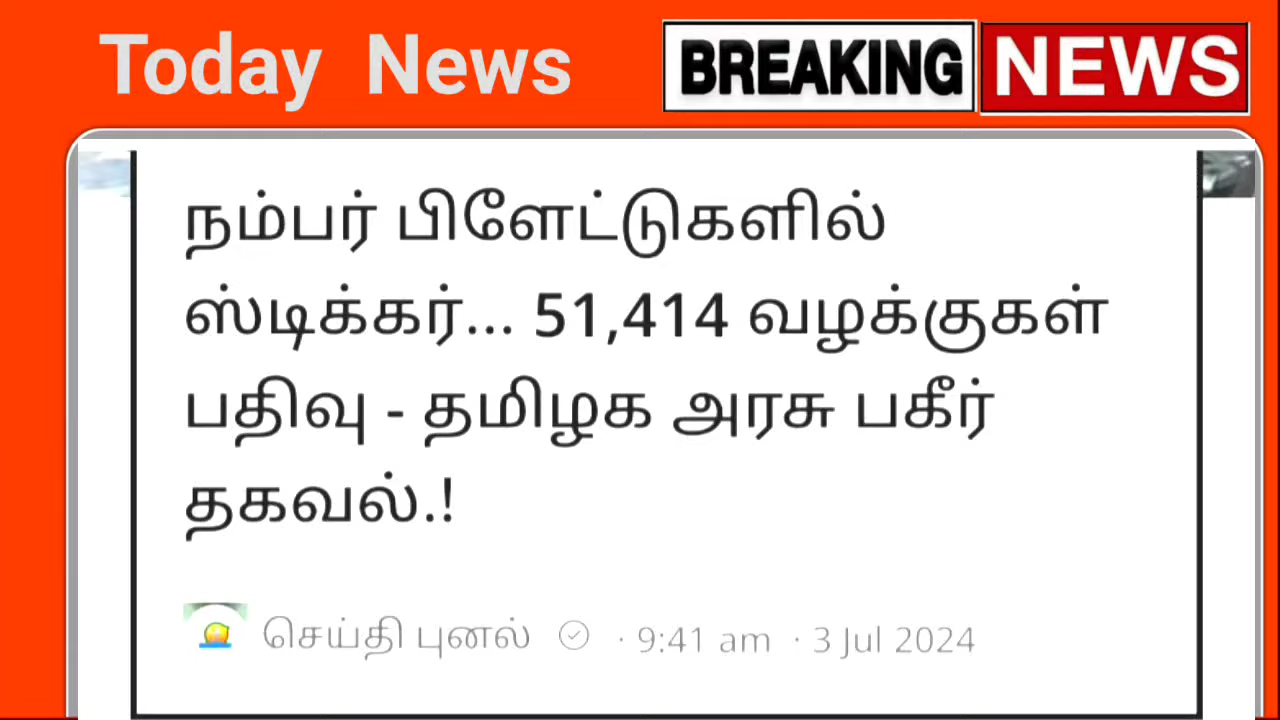 Today News
BREAKING NEWS
நம்பர் பிளேட்டுகளில்
ஸ்டிக்கர்... 51,414 வழக்குகள்
பதிவு - தமிழக அரசு பகீர்
தகவல்.!
செய்தி புனல் · 9:41 am · 3 Jul 2024